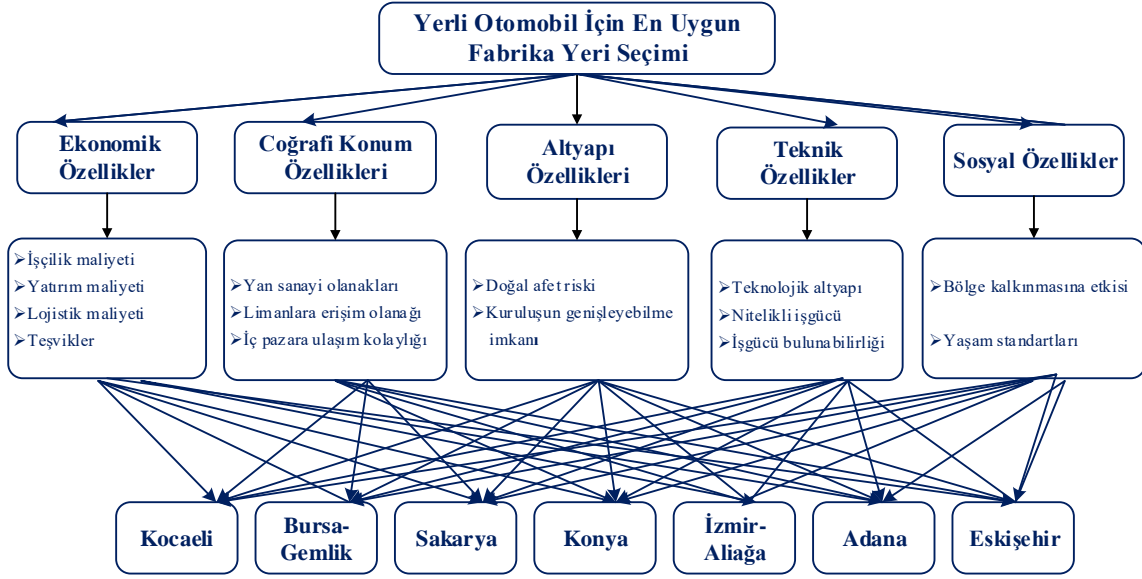 Yerli Otomobil İçin En Uygun
Fabrika Yeri Seçimi
Ekonomik
Özellikler
Coğrafi Konum
Özellikleri
Altyapı
Özellikleri
Teknik
Özellikler
Sosyal Özellikler
➢İşçilik maliyeti
➢Yatırım maliyeti
➢Lojistik maliyeti
➢Teşvikler
➢Yan sanayi olanakları
➢Limanlara erişim olanağı
➢İç pazara ulaşım kolaylığı
➢Doğal afet riski
➢Kuruluşun genişleyebilme
imkanı
➢Teknolojik altyapı
➢Nitelikli işgücü
➢İşgücü bulunabilirliği
➢Bölge kalkınmasına etkisi
➢Yaşam standartları
Kocaeli
Bursa-
Gemlik
Sakarya
Konya
İzmir-
Aliağa
Adana
Eskişehir